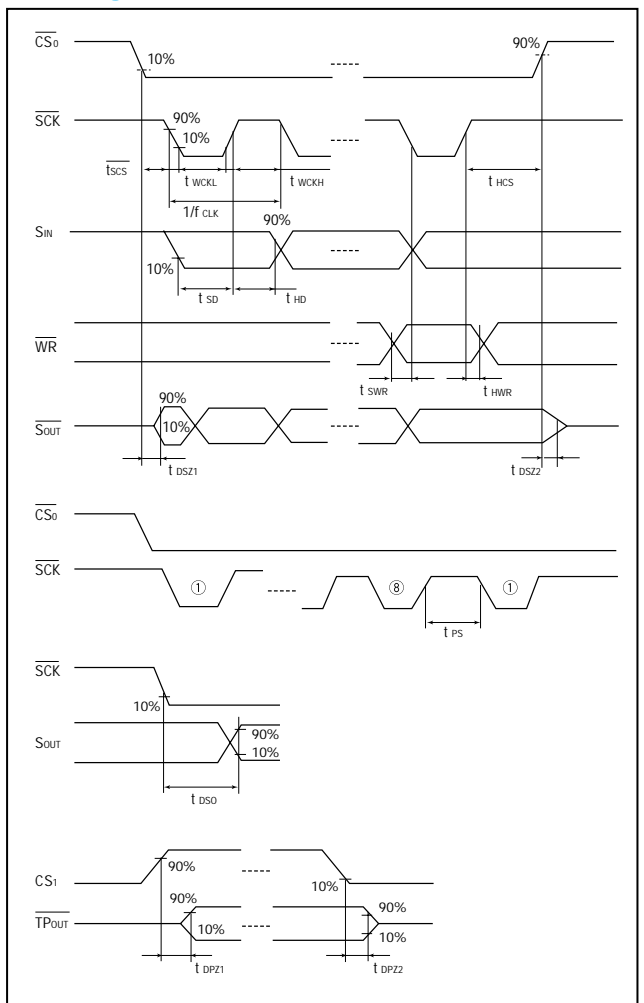 CS0
10%
90%
SCK
90%
10%
tSCS
t WCKL
t WCKH
t HCS
1/f CLK
90%
SIN
10%
t SD
t HD
WR
t SWR
t HWR
90%
SOUT
10%
t DSZ1
t DSZ2
CS0
SCK
①
⑧
①
t PS
SCK
10%
SOUT
90%
10%
t DSO
CS1
90%
10%
90%
90%
TPOUT
10%
10%
t DPZ1
t DPZ2